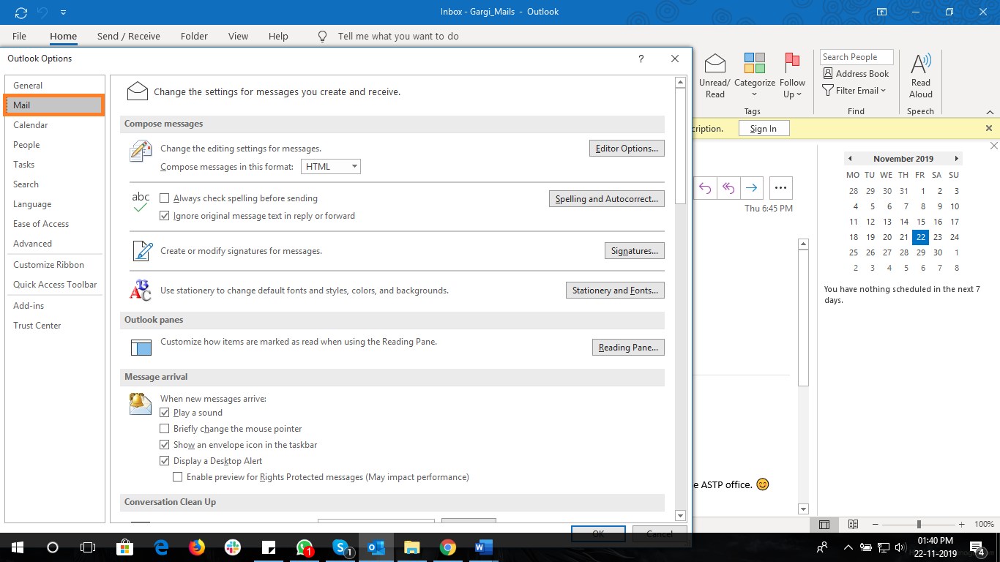 Inbox - Gargi_Mails - Outlook
File Home Send / Receive Folder View Help Tell me what you want to do
Outlook Options ?
General
Mail
Calendar
People
Tasks
Search
Language
Ease of Access
Advanced
Customize Ribbon
Quick Access Toolbar
Add-ins
Trust Center
Change the settings for messages you create and receive.
Compose messages
Change the editing settings for messages.
Editor Options...
Compose messages in this format: HTML
abc
Always check spelling before sending
Spelling and Autocorrect...
Ignore original message text in reply or forward
Create or modify signatures for messages.
Signatures...
Use stationery to change default fonts and styles, colors, and backgrounds.
Stationery and Fonts...
Outlook panes
Customize how items are marked as read when using the Reading Pane.
Reading Pane...
Message arrival
When new messages arrive:
Play a sound
Briefly change the mouse pointer
Show an envelope icon in the taskbar
Display a Desktop Alert
Enable preview for Rights Protected messages (May impact performance)
Conversation Clean Up
OK Cancel
Unread/
Read
Categorize
Follow
Up
Tags
Search People
Address Book
Filter Email
Find
Read
Aloud
Speech
cription. Sign In
Thu 6:45 PM
e ASTP office.
November 2019
MO TU WE TH FR SA SU
28 29 30 31 1 2 3
4 5 6 7 8 9 10
11 12 13 14 15 16 17
18 19 20 21 22 23 24
25 26 27 28 29 30 1
2 3 4 5 6 7 8
You have nothing scheduled in the next 7
days.
100%
1
1
01:40 PM
22-11-2019
4